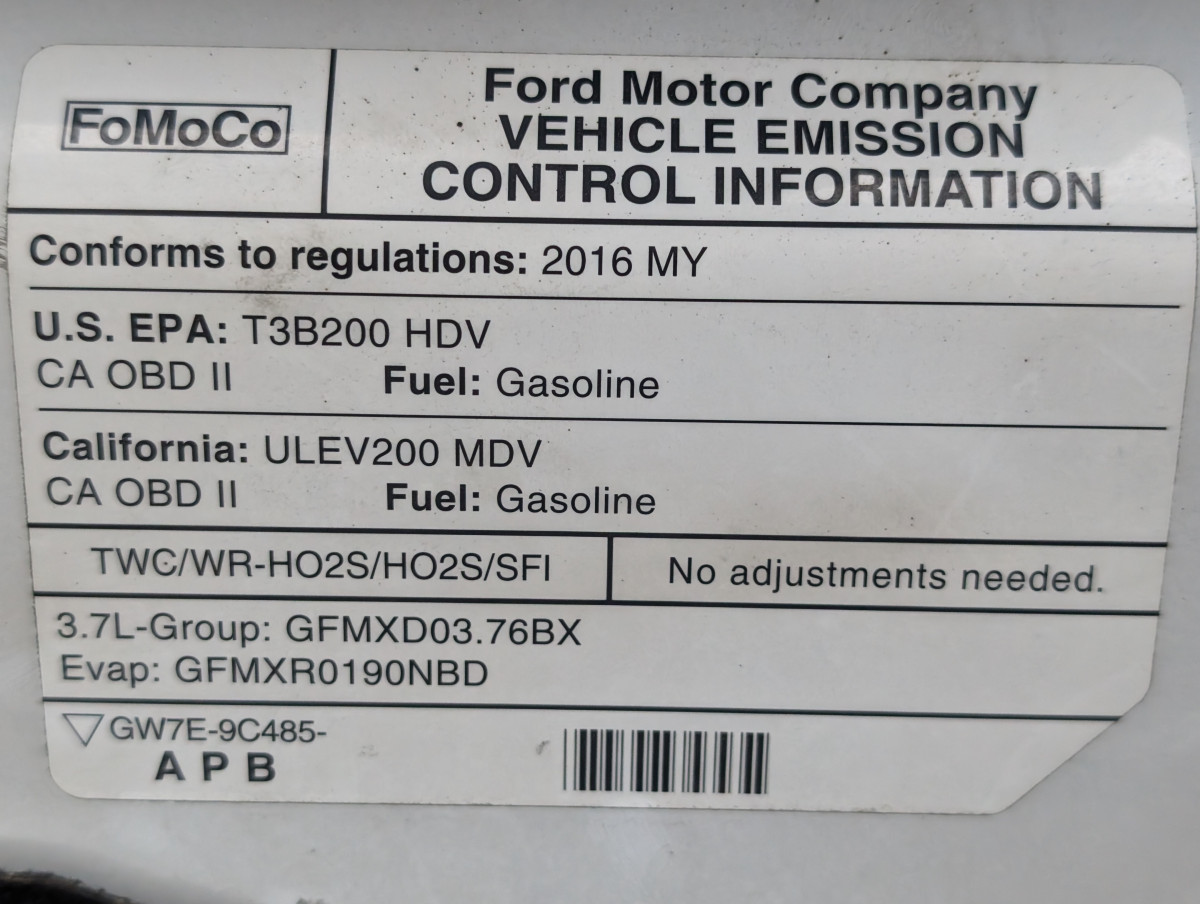 FoMoCo
Ford Motor Company
VEHICLE EMISSION
CONTROL INFORMATION
Conforms to regulations: 2016 MY
U.S. EPA: T3B200 HDV
CA OBD II Fuel: Gasoline
California: ULEV200 MDV
CA OBD II Fuel: Gasoline
TWC/WR-HO2S/HO2S/SFI
No adjustments needed.
3.7L-Group: GFMXD03.76BX
Evap: GFMXR0190NBD
GW7E-9C485-
A P B